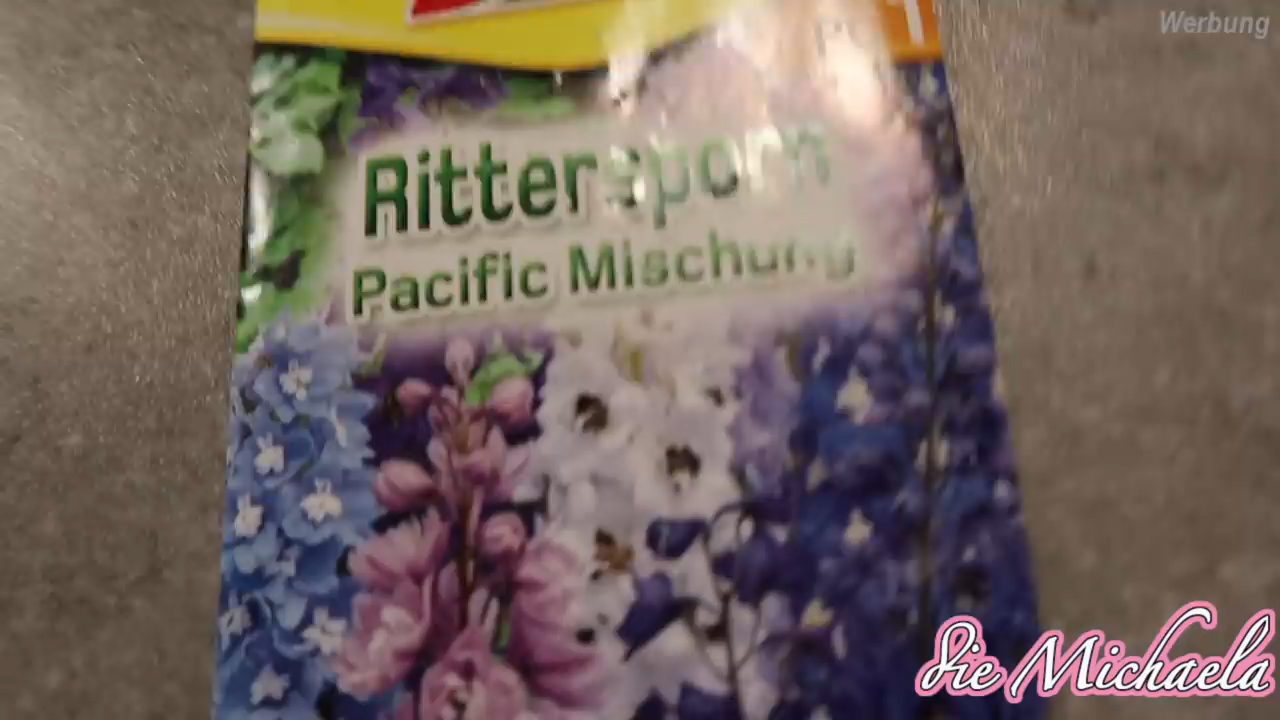 Werbung
Rittersporn
Pacific Mischung
Die Michaela